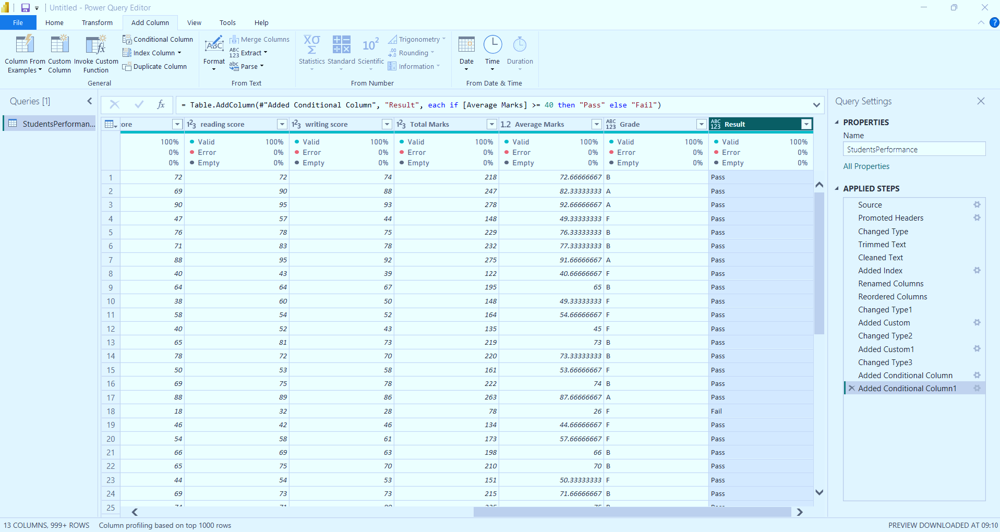 Untitled - Power Query Editor
File Home Transform Add Column View Tools Help
Column From Examples
Custom Column
Invoke Custom Function
Conditional Column
Index Column
Duplicate Column
General
Format
Merge Columns
Extract
Parse
From Text
Statistics
Standard
Scientific
Trigonometry
Rounding
Information
From Number
Date
Time
Duration
From Date & Time
Queries [1]
StudentsPerforman...
= Table.AddColumn(#"Added Conditional Column", "Result", each if [Average Marks] >= 40 then "Pass" else "Fail")
core reading score writing score Total Marks Average Marks Grade Result
100% Valid 100% Valid 100% Valid 100% Valid 100% Valid 100% Valid 100%
0% Error 0% Error 0% Error 0% Error 0% Error 0% Error 0%
0% Empty 0% Empty 0% Empty 0% Empty 0% Empty 0% Empty 0%
1 72 72 74 218 72.66666667 B Pass
2 69 90 88 247 82.33333333 A Pass
3 90 95 93 278 92.66666667 A Pass
4 47 57 44 148 49.33333333 F Pass
5 76 78 75 229 76.33333333 B Pass
6 71 83 78 232 77.33333333 B Pass
7 88 95 92 275 91.66666667 A Pass
8 40 43 39 122 40.66666667 F Pass
9 64 64 67 195 65 B Pass
10 38 60 50 148 49.33333333 F Pass
11 58 54 52 164 54.66666667 F Pass
12 40 52 43 135 45 F Pass
13 65 81 73 219 73 B Pass
14 78 72 70 220 73.33333333 B Pass
15 50 53 58 161 53.66666667 F Pass
16 69 75 78 222 74 B Pass
17 88 89 86 263 87.66666667 A Pass
18 18 32 28 78 26 F Fail
19 46 42 46 134 44.66666667 F Pass
20 54 58 61 173 57.66666667 F Pass
21 66 69 63 198 66 B Pass
22 65 75 70 210 70 B Pass
23 44 54 53 151 50.33333333 F Pass
24 69 73 73 215 71.66666667 B Pass
25
Query Settings
PROPERTIES
Name
StudentsPerformance
All Properties
APPLIED STEPS
Source
Promoted Headers
Changed Type
Trimmed Text
Cleaned Text
Added Index
Renamed Columns
Reordered Columns
Changed Type1
Added Custom
Changed Type2
Added Custom1
Changed Type3
Added Conditional Column
Added Conditional Column1
13 COLUMNS, 999+ ROWS Column profiling based on top 1000 rows
PREVIEW DOWNLOADED AT 09:10